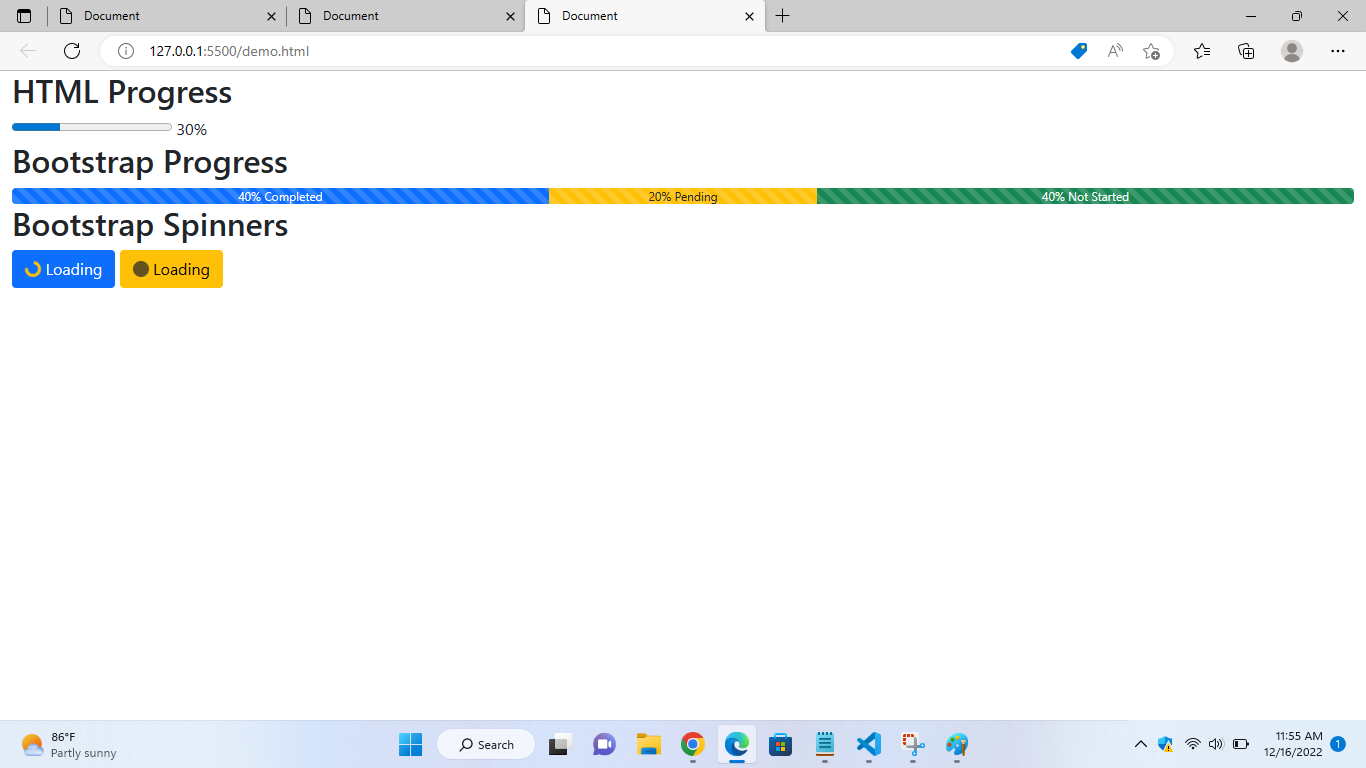 Document Document Document
127.0.0.1:5500/demo.html
HTML Progress
30%
Bootstrap Progress
40% Completed 20% Pending 40% Not Started
Bootstrap Spinners
Loading Loading
86°F
Partly sunny
Search
11:55 AM
12/16/2022
1